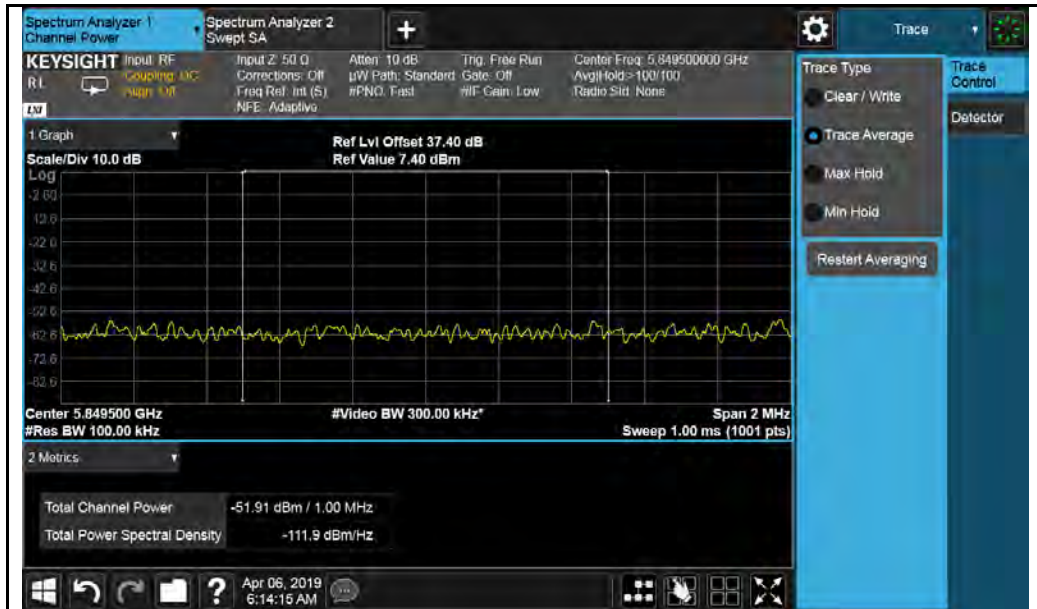 Spectrum Analyzer 1
Channel Power
Spectrum Analyzer 2
Swept SA
+
Trace
KEYSIGHT
RL
LXI
Input: RF
Coupling: DC
Align: Off
Input Z: 50 Ω
Corrections: Off
Freq Ref: Int (S)
NFE: Adaptive
Atten: 10 dB
µW Path: Standard
#PNO: Fast
Trig: Free Run
Gate: Off
#IF Gain: Low
Center Freq: 5.849500000 GHz
Avg|Hold:>100/100
Radio Std: None
Trace Type
Clear / Write
Trace Average
Max Hold
Min Hold
Restart Averaging
Trace
Control
Detector
1 Graph
Scale/Div 10.0 dB
Ref Lvl Offset 37.40 dB
Ref Value 7.40 dBm
Log
-2.60
-12.6
-22.6
-32.6
-42.6
-52.6
-62.6
-72.6
-82.6
Center 5.849500 GHz
#Video BW 300.00 kHz*
Span 2 MHz
#Res BW 100.00 kHz
Sweep 1.00 ms (1001 pts)
2 Metrics
Total Channel Power
-51.91 dBm / 1.00 MHz
Total Power Spectral Density
-111.9 dBm/Hz
?
Apr 06, 2019
6:14:15 AM